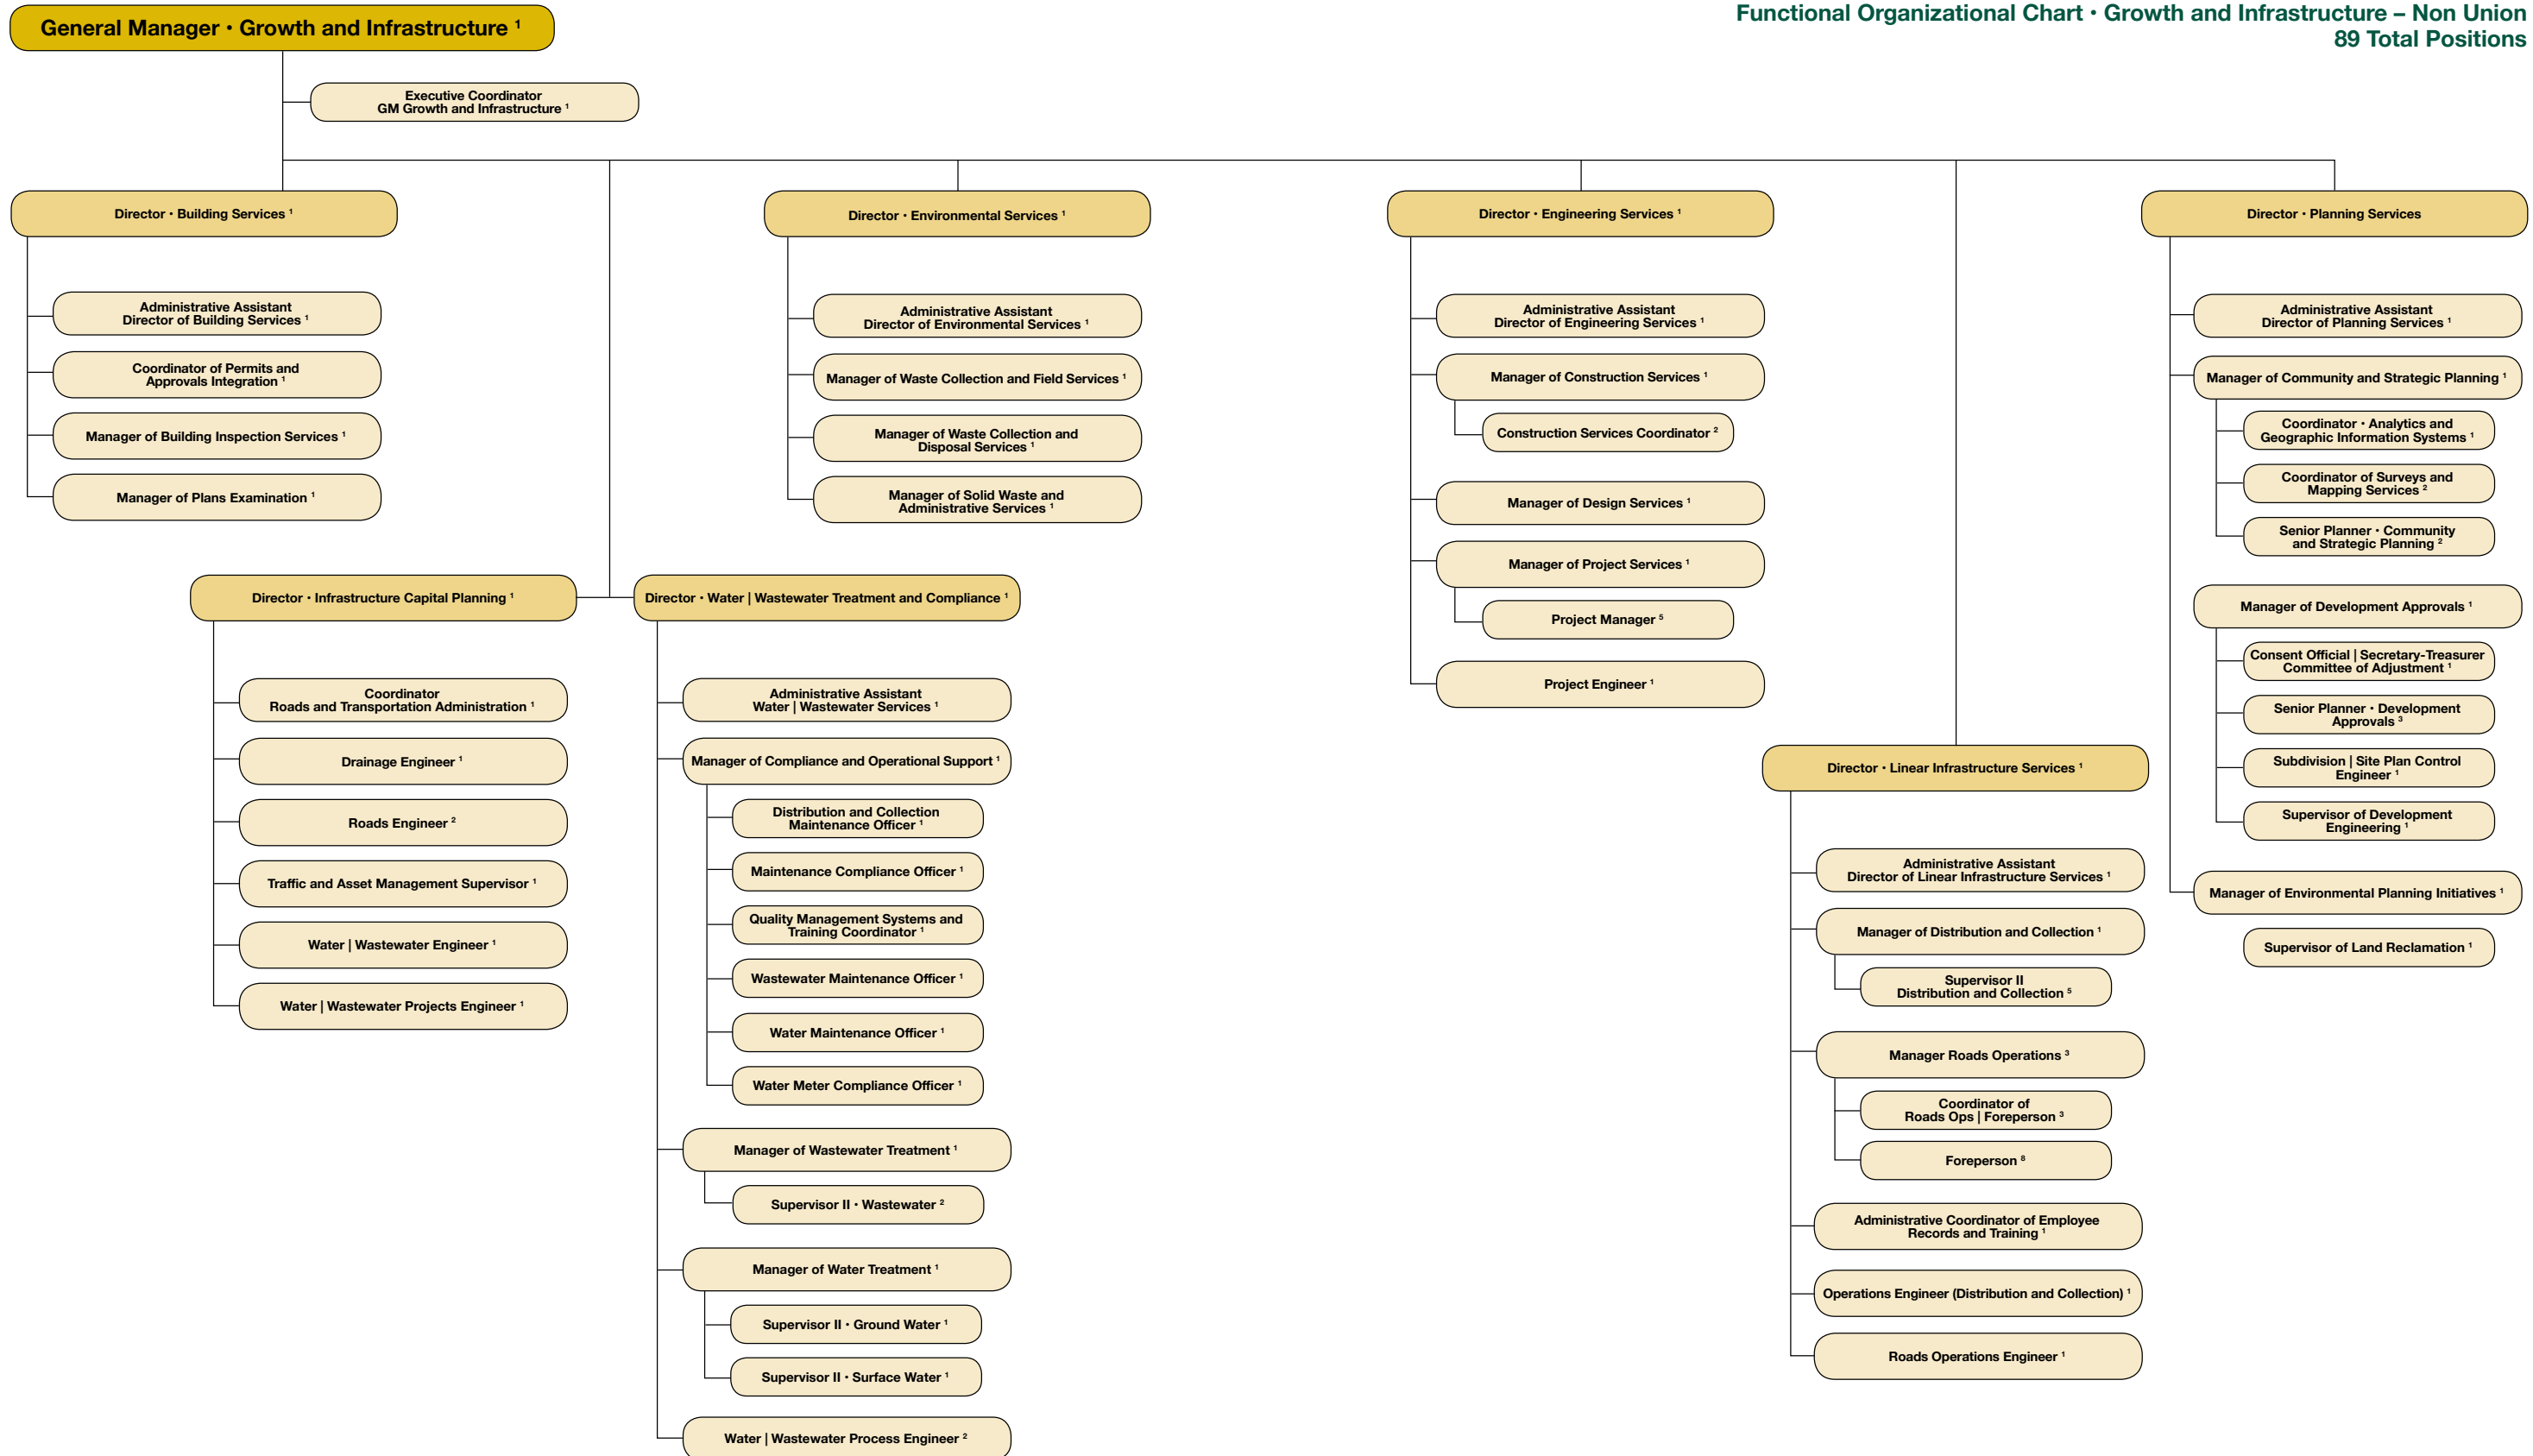 Functional Organizational Chart • Growth and Infrastructure – Non Union
89 Total Positions
General Manager • Growth and Infrastructure ¹
Executive Coordinator
GM Growth and Infrastructure ¹
Director • Building Services ¹
Administrative Assistant
Director of Building Services ¹
Coordinator of Permits and
Approvals Integration ¹
Manager of Building Inspection Services ¹
Manager of Plans Examination ¹
Director • Infrastructure Capital Planning ¹
Coordinator
Roads and Transportation Administration ¹
Drainage Engineer ¹
Roads Engineer ²
Traffic and Asset Management Supervisor ¹
Water | Wastewater Engineer ¹
Water | Wastewater Projects Engineer ¹
Director • Water | Wastewater Treatment and Compliance ¹
Administrative Assistant
Water | Wastewater Services ¹
Manager of Compliance and Operational Support ¹
Distribution and Collection
Maintenance Officer ¹
Maintenance Compliance Officer ¹
Quality Management Systems and
Training Coordinator ¹
Wastewater Maintenance Officer ¹
Water Maintenance Officer ¹
Water Meter Compliance Officer ¹
Manager of Wastewater Treatment ¹
Supervisor II • Wastewater ²
Manager of Water Treatment ¹
Supervisor II • Ground Water ¹
Supervisor II • Surface Water ¹
Water | Wastewater Process Engineer ²
Director • Environmental Services ¹
Administrative Assistant
Director of Environmental Services ¹
Manager of Waste Collection and Field Services ¹
Manager of Waste Collection and
Disposal Services ¹
Manager of Solid Waste and
Administrative Services ¹
Director • Engineering Services ¹
Administrative Assistant
Director of Engineering Services ¹
Manager of Construction Services ¹
Construction Services Coordinator ²
Manager of Design Services ¹
Manager of Project Services ¹
Project Manager ⁵
Project Engineer ¹
Director • Linear Infrastructure Services ¹
Administrative Assistant
Director of Linear Infrastructure Services ¹
Manager of Distribution and Collection ¹
Supervisor II
Distribution and Collection ⁵
Manager Roads Operations ³
Coordinator of
Roads Ops | Foreperson ³
Foreperson ⁸
Administrative Coordinator of Employee
Records and Training ¹
Operations Engineer (Distribution and Collection) ¹
Roads Operations Engineer ¹
Director • Planning Services
Administrative Assistant
Director of Planning Services ¹
Manager of Community and Strategic Planning ¹
Coordinator • Analytics and
Geographic Information Systems ¹
Coordinator of Surveys and
Mapping Services ²
Senior Planner • Community
and Strategic Planning ²
Manager of Development Approvals ¹
Consent Official | Secretary-Treasurer
Committee of Adjustment ¹
Senior Planner • Development
Approvals ³
Subdivision | Site Plan Control
Engineer ¹
Supervisor of Development
Engineering ¹
Manager of Environmental Planning Initiatives ¹
Supervisor of Land Reclamation ¹